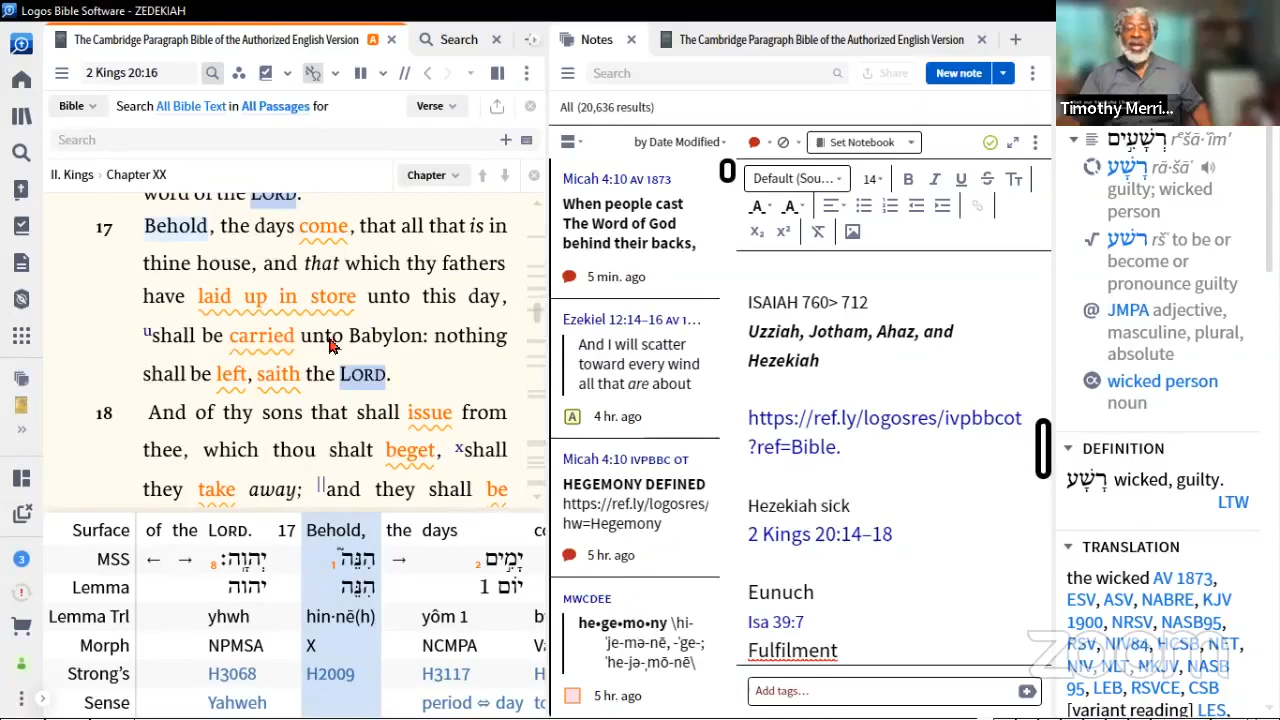 Logos Bible Software - ZEDEKIAH
The Cambridge Paragraph Bible of the Authorized English Version A
Search
2 Kings 20:16
Bible
Search All Bible Text in All Passages for
Verse
Search
II. Kings › Chapter XX
Chapter
word of the LORD.
17 Behold, the days come, that all that is in
thine house, and that which thy fathers
have laid up in store unto this day,
u shall be carried unto Babylon: nothing
shall be left, saith the LORD.
18 And of thy sons that shall issue from
thee, which thou shalt beget, x shall
they take away; || and they shall be
Surface of the LORD. 17 Behold, the days
MSS ← → יְהוָֽה׃ 8 הִנֵּה֮ 1 → יָמִ֣ים 2
Lemma יהוה הִנֵּה יוֹם 1
Lemma Trl yhwh hin·nē(h) yôm 1
Morph NPMSA X NCMPA
Strong's H3068 H2009 H3117
Sense Yahweh period ⇔ day
3
Notes
The Cambridge Paragraph Bible of the Authorized English Version
Search
Share
New note
All (20,636 results)
by Date Modified
Set Notebook
Micah 4:10 AV 1873
When people cast
The Word of God
behind their backs,
5 min. ago
Ezekiel 12:14–16 AV 1…
And I will scatter
toward every wind
all that are about
A 4 hr. ago
Micah 4:10 IVPBBC OT
HEGEMONY DEFINED
https://ref.ly/logosres/
hw=Hegemony
5 hr. ago
MWCDEE
he•ge•mo•ny \hi-
ˈje-mə-nē, -ˈge-;
ˈhe-jə-ˌmō-nē\
5 hr. ago
Default (Sou…
14
B I U S Tт
A A
X₂ X²
ISAIAH 760> 712
Uzziah, Jotham, Ahaz, and
Hezekiah
https://ref.ly/logosres/ivpbbcot
?ref=Bible.
Hezekiah sick
2 Kings 20:14–18
Eunuch
Isa 39:7
Fulfilment
Add tags…
Timothy Merri...
רְשָׁעִ֑ים rᵉšā·ʿîm′
רָשָׁע rā·šāʿ
guilty; wicked
person
רשׁע ršʿ to be or
become or
pronounce guilty
@ JMPA adjective,
masculine, plural,
absolute
wicked person
noun
DEFINITION
רָשָׁע wicked, guilty.
LTW
TRANSLATION
the wicked AV 1873,
ESV, ASV, NABRE, KJV
1900, NRSV, NASB95,
RSV, NIV84, HCSB, NET,
NIV, NLT, NKJV, NASB
95, LEB, RSVCE, CSB
[variant reading] LES,
zoom